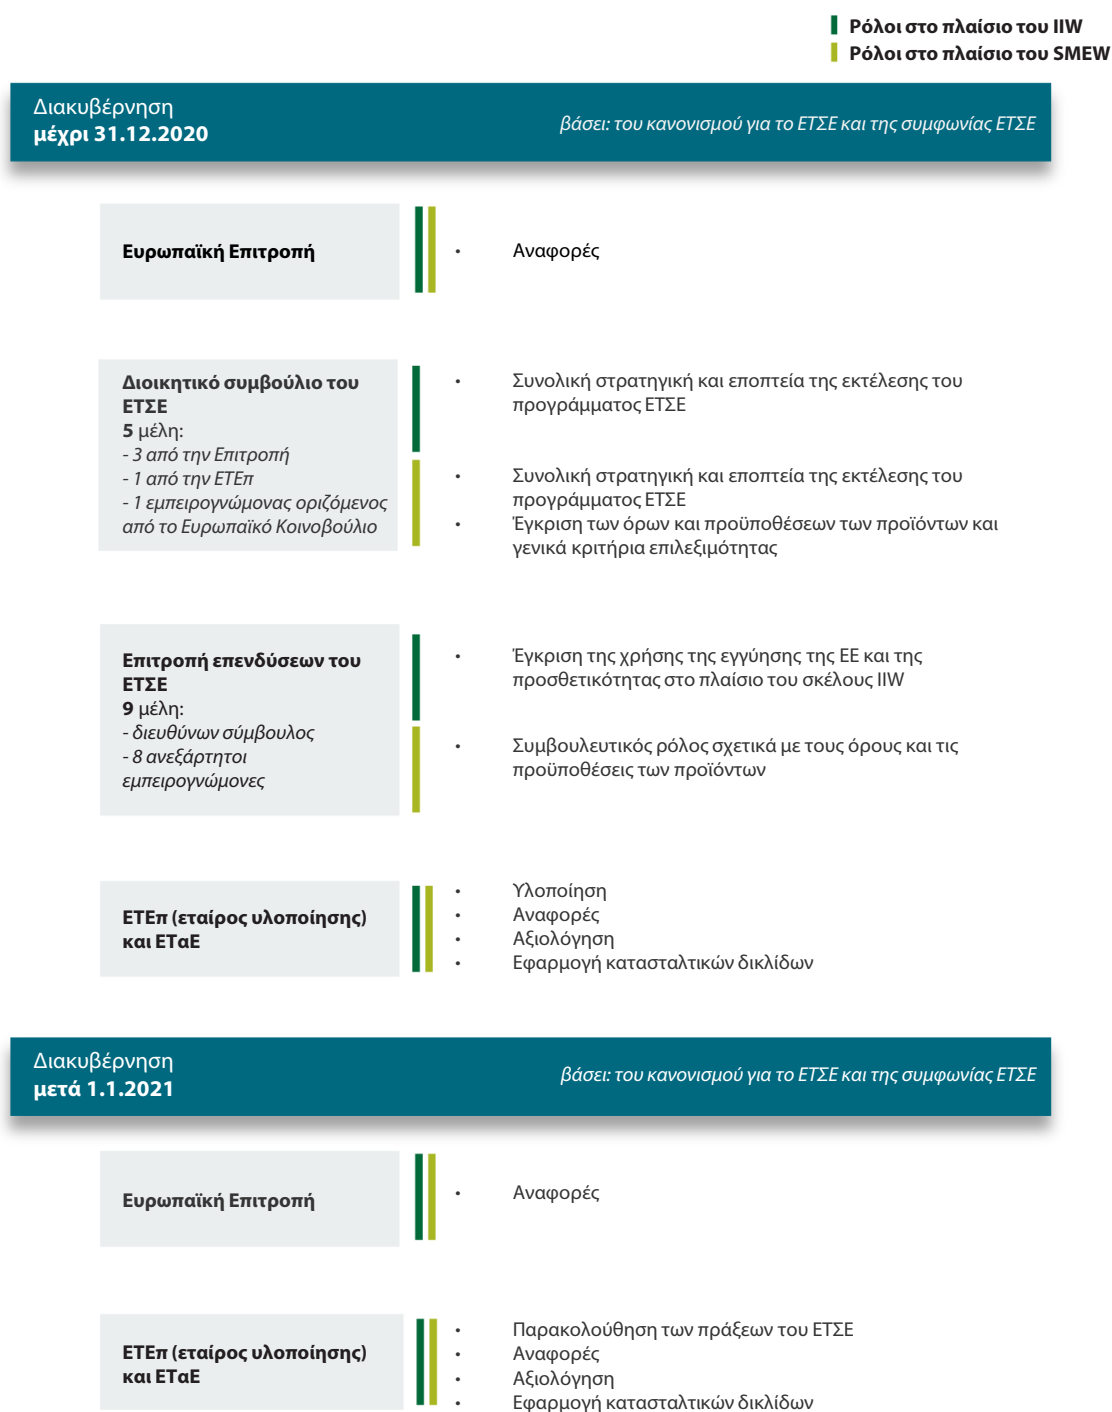 Ρόλοι στο πλαίσιο του IIW
Ρόλοι στο πλαίσιο του SMEW
Διακυβέρνηση
μέχρι 31.12.2020
βάσει: του κανονισμού για το ΕΤΣΕ και της συμφωνίας ΕΤΣΕ
Ευρωπαϊκή Επιτροπή
• Αναφορές
Διοικητικό συμβούλιο του
ΕΤΣΕ
5 μέλη:
- 3 από την Επιτροπή
- 1 από την ΕΤΕπ
- 1 εμπειρογνώμονας οριζόμενος
από το Ευρωπαϊκό Κοινοβούλιο
• Συνολική στρατηγική και εποπτεία της εκτέλεσης του
προγράμματος ΕΤΣΕ
• Συνολική στρατηγική και εποπτεία της εκτέλεσης του
προγράμματος ΕΤΣΕ
• Έγκριση των όρων και προϋποθέσεων των προϊόντων και
γενικά κριτήρια επιλεξιμότητας
Επιτροπή επενδύσεων του
ΕΤΣΕ
9 μέλη:
- διευθύνων σύμβουλος
- 8 ανεξάρτητοι
εμπειρογνώμονες
• Έγκριση της χρήσης της εγγύησης της ΕΕ και της
προσθετικότητας στο πλαίσιο του σκέλους IIW
• Συμβουλευτικός ρόλος σχετικά με τους όρους και τις
προϋποθέσεις των προϊόντων
ΕΤΕπ (εταίρος υλοποίησης)
και ΕΤαΕ
• Υλοποίηση
• Αναφορές
• Αξιολόγηση
• Εφαρμογή κατασταλτικών δικλίδων
Διακυβέρνηση
μετά 1.1.2021
βάσει: του κανονισμού για το ΕΤΣΕ και της συμφωνίας ΕΤΣΕ
Ευρωπαϊκή Επιτροπή
• Αναφορές
ΕΤΕπ (εταίρος υλοποίησης)
και ΕΤαΕ
• Παρακολούθηση των πράξεων του ΕΤΣΕ
• Αναφορές
• Αξιολόγηση
• Εφαρμογή κατασταλτικών δικλίδων